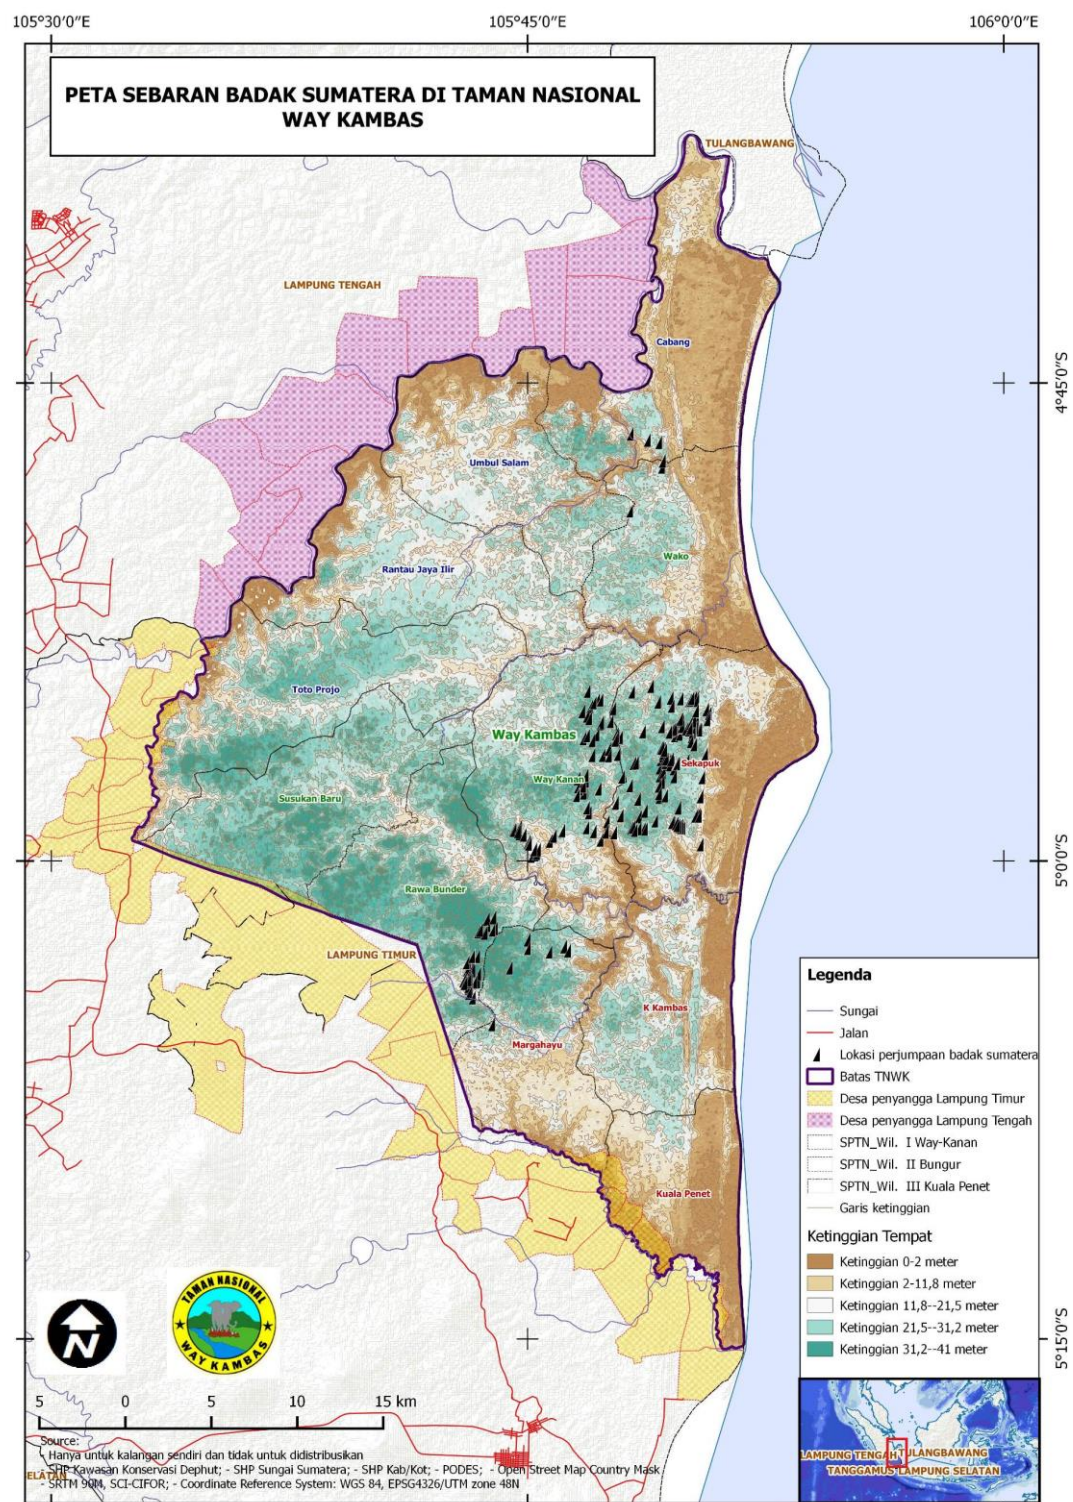 105°30'0"E
105°45'0"E
106°0'0"E
PETA SEBARAN BADAK SUMATERA DI TAMAN NASIONAL
WAY KAMBAS
TULANGBAWANG
LAMPUNG TENGAH
Cabang
4°45'0"S
Umbul Salam
Wako
Rantau Jaya Ilir
Toto Projo
Way Kambas
Sekapuk
Way Kanan
Susukan Baru
5°0'0"S
Rawa Bunder
LAMPUNG TIMUR
K Kambas
Margahayu
Kuala Penet
Legenda
Sungai
Jalan
Lokasi perjumpaan badak sumatera
Batas TNWK
Desa penyangga Lampung Timur
Desa penyangga Lampung Tengah
SPTN_Wil. I Way-Kanan
SPTN_Wil. II Bungur
SPTN_Wil. III Kuala Penet
Garis ketinggian
Ketinggian Tempat
Ketinggian 0-2 meter
Ketinggian 2-11,8 meter
Ketinggian 11,8--21,5 meter
Ketinggian 21,5--31,2 meter
Ketinggian 31,2--41 meter
5°15'0"S
N
TAMAN NASIONAL
WAY KAMBAS
5 0 5 10 15 km
Source:
- Hanya untuk kalangan sendiri dan tidak untuk didistribusikan
- SHP Kawasan Konservasi Dephut; - SHP Sungai Sumatera; - SHP Kab/Kot; - PODES; - Open Street Map Country Mask
- SRTM 90M, SCI-CIFOR; - Coordinate Reference System: WGS 84, EPSG4326/UTM zone 48N
ELATAN
LAMPUNG TENGAH TULANGBAWANG
TANGGAMUS LAMPUNG SELATAN